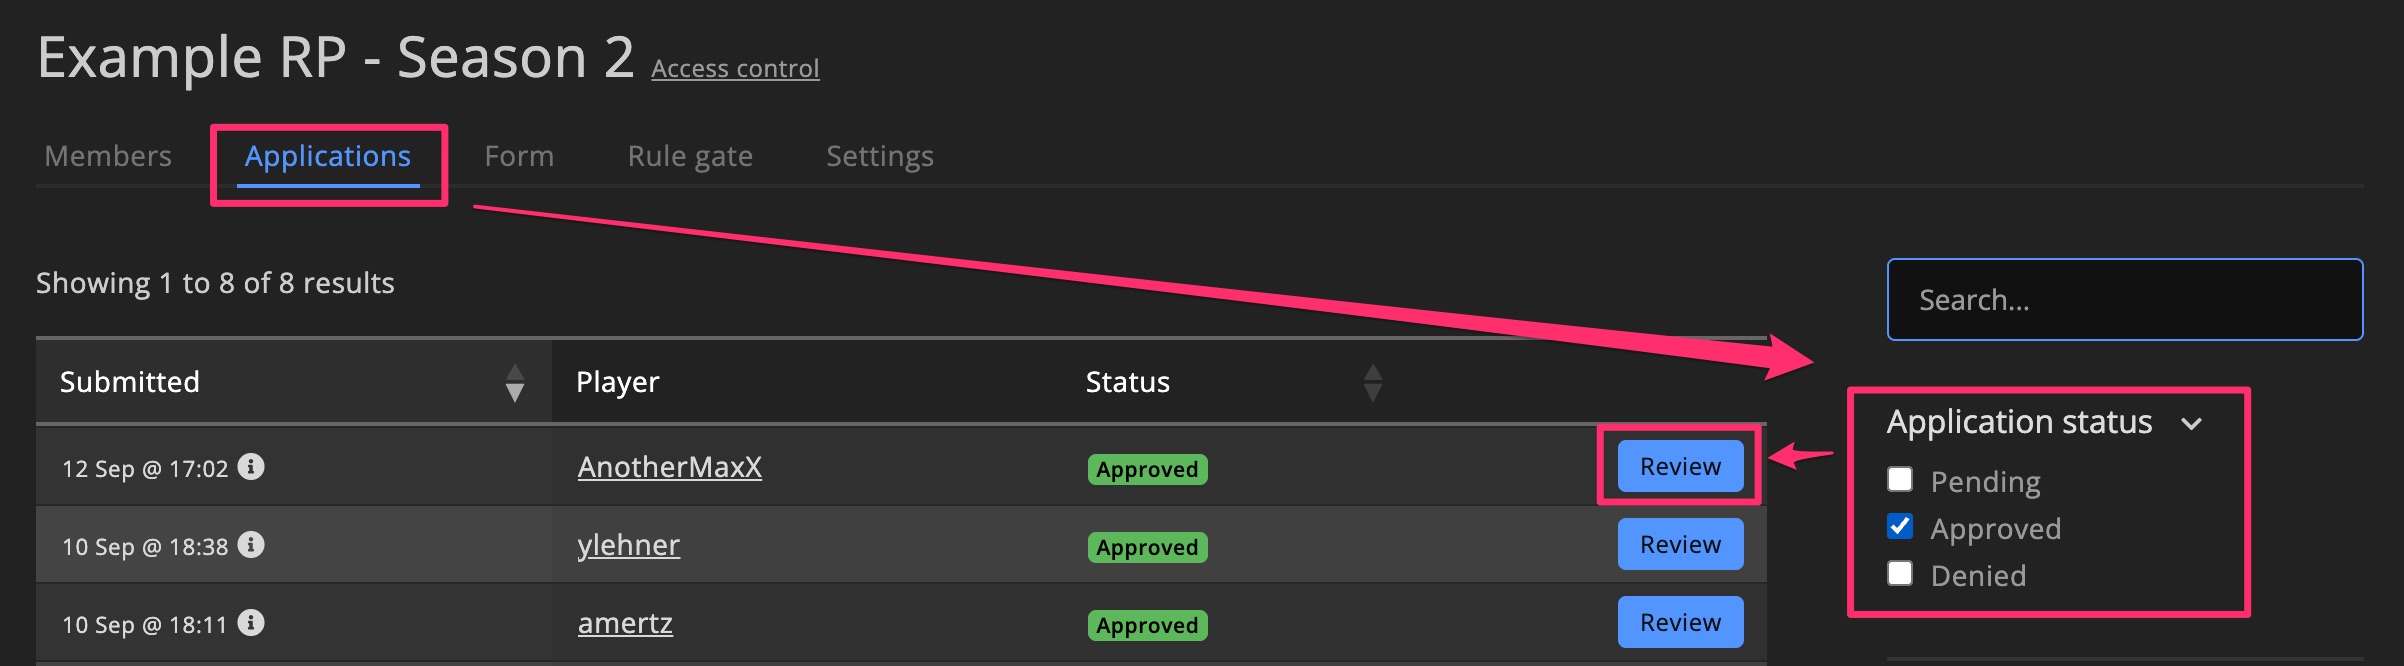 Example RP - Season 2 Access control
Members Applications Form Rule gate Settings
Showing 1 to 8 of 8 results
Search...
Submitted Player Status
12 Sep @ 17:02 AnotherMaxX Approved Review
10 Sep @ 18:38 ylehner Approved Review
10 Sep @ 18:11 amertz Approved Review
Application status
Pending
Approved
Denied